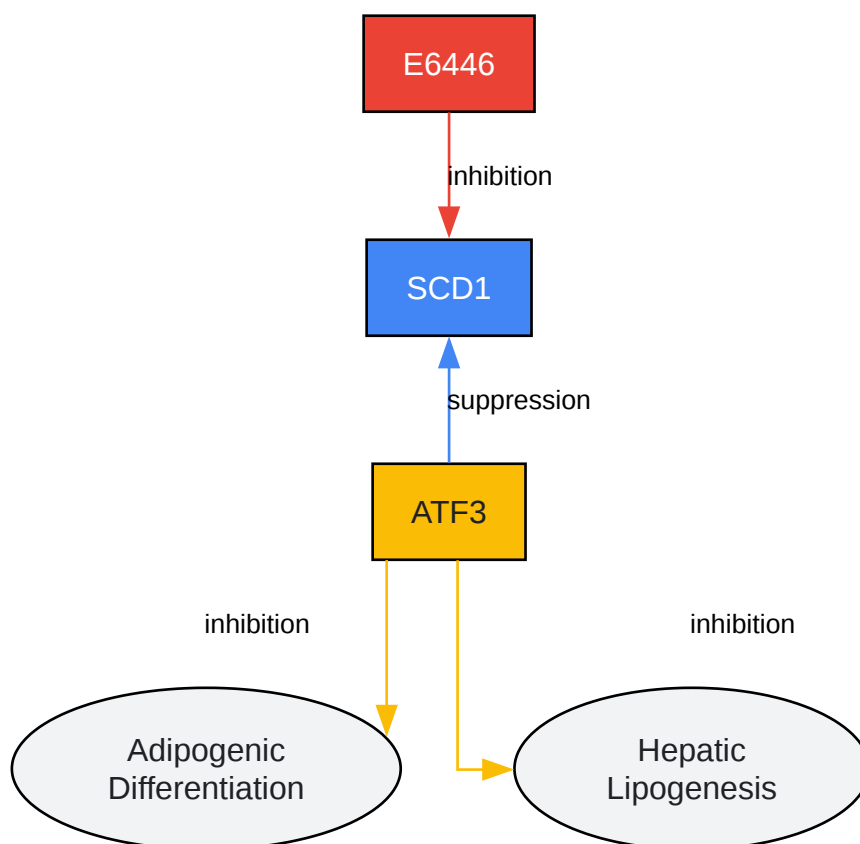 E6446
inhibition
SCD1
suppression
ATF3
inhibition
inhibition
Adipogenic
Differentiation
Hepatic
Lipogenesis